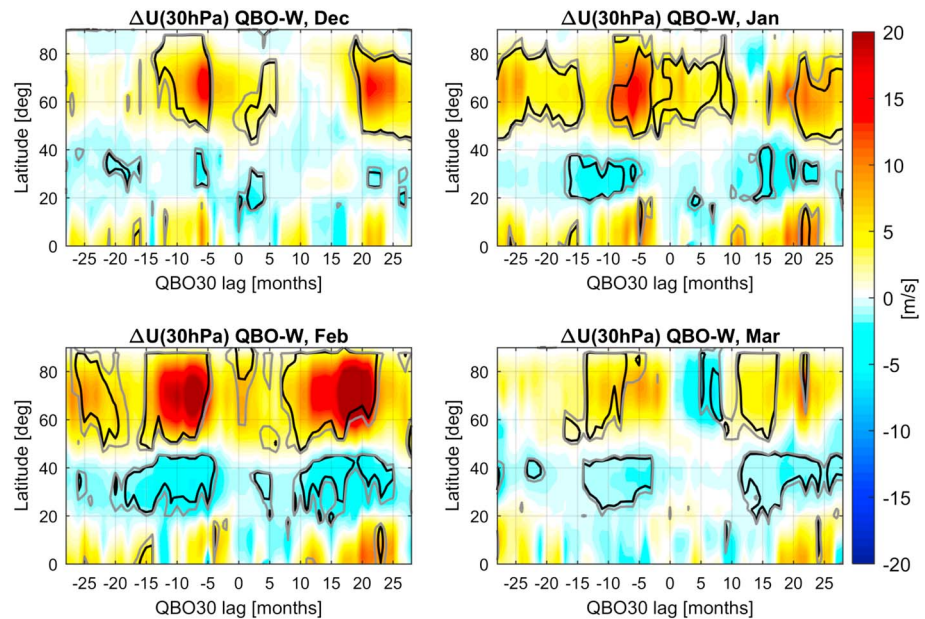 ΔU(30hPa) QBO-W, Dec
ΔU(30hPa) QBO-W, Jan
80
60
40
20
0
Latitude [deg]
-25 -20 -15 -10 -5 0 5 10 15 20 25
QBO30 lag [months]
80
60
40
20
0
Latitude [deg]
-25 -20 -15 -10 -5 0 5 10 15 20 25
QBO30 lag [months]
20
15
10
5
0
-5
-10
-15
-20
[m/s]
ΔU(30hPa) QBO-W, Feb
ΔU(30hPa) QBO-W, Mar
80
60
40
20
0
Latitude [deg]
-25 -20 -15 -10 -5 0 5 10 15 20 25
QBO30 lag [months]
80
60
40
20
0
Latitude [deg]
-25 -20 -15 -10 -5 0 5 10 15 20 25
QBO30 lag [months]